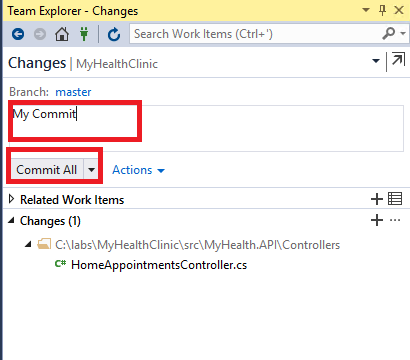 Team Explorer - Changes
Search Work Items (Ctrl+')
Changes | MyHealthClinic
Branch: master
My Commit
Commit All Actions
Related Work Items
Changes (1)
C:\labs\MyHealthClinic\src\MyHealth.API\Controllers
C# HomeAppointmentsController.cs